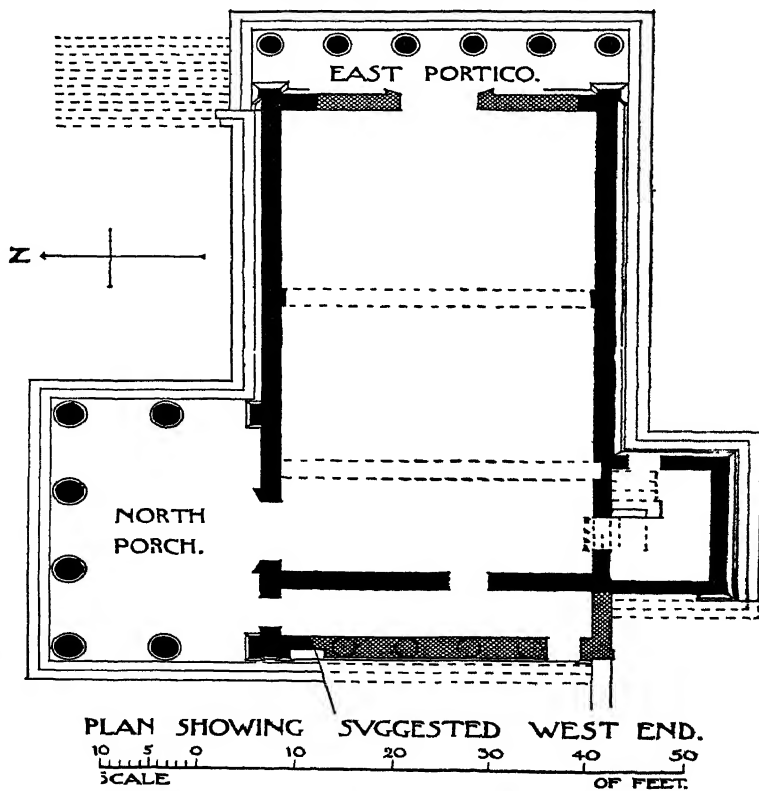 EAST PORTICO.
N
NORTH
PORCH.
PLAN SHOWING SVGGESTED WEST END.
10 5 0 10 20 30 40 50
SCALE OF FEET.